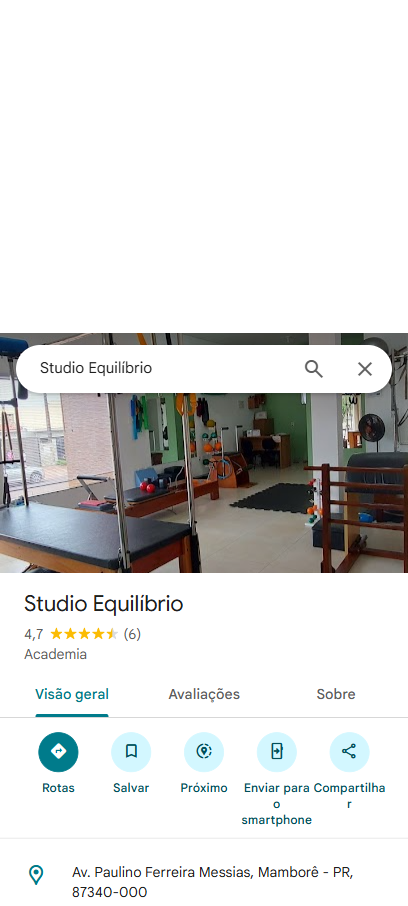 Studio Equilíbrio
Studio Equilíbrio
4,7 (6)
Academia
Visão geral Avaliações Sobre
Rotas Salvar Próximo Enviar para o smartphone Compartilhar
Av. Paulino Ferreira Messias, Mamborê - PR,
87340-000